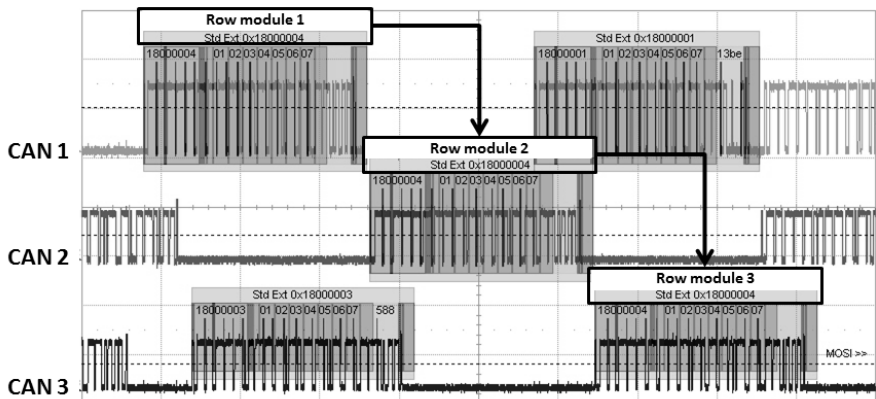 Row module 1
Std Ext 0x18000004
18000004 01 02 03 04 05 06 07
Std Ext 0x18000001
18000001 01 02 03 04 05 06 07 13be
CAN 1
Row module 2
Std Ext 0x18000004
18000004 01 02 03 04 05 06 07
CAN 2
Row module 3
Std Ext 0x18000003
Std Ext 0x18000004
18000003 01 02 03 04 05 06 07 588
18000004 01 02 03 04 05 06 07
MOSI >>
CAN 3